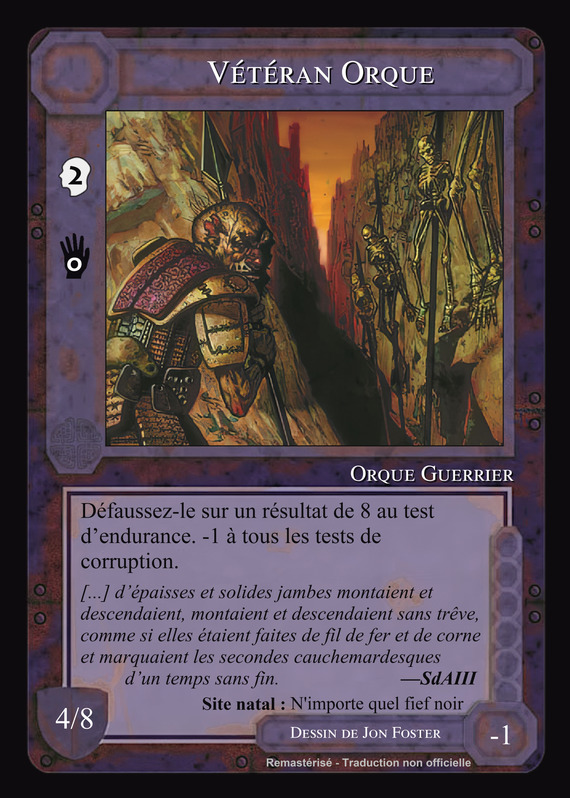 Vétéran Orque
2
0
Orque Guerrier
Défaussez-le sur un résultat de 8 au test
d'endurance. -1 à tous les tests de
corruption.
[...] d'épaisses et solides jambes montaient et
descendaient, montaient et descendaient sans trêve,
comme si elles étaient faites de fil de fer et de corne
et marquaient les secondes cauchemardesques
d'un temps sans fin. —SdAIII
Site natal : N'importe quel fief noir
4/8
Dessin de Jon Foster
-1
Remastérisé - Traduction non officielle